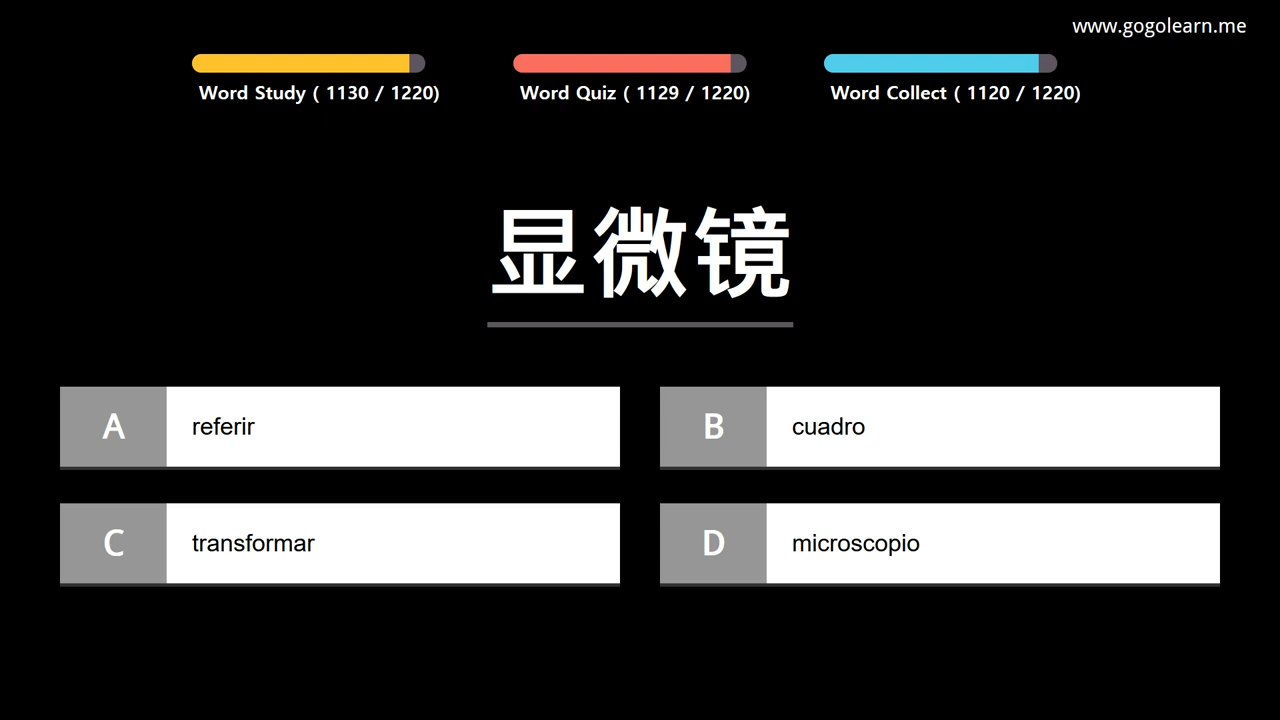 www.gogolearn.me
Word Study ( 1130 / 1220)
Word Quiz ( 1129 / 1220)
Word Collect ( 1120 / 1220)
显微镜
A referir
B cuadro
C transformar
D microscopio